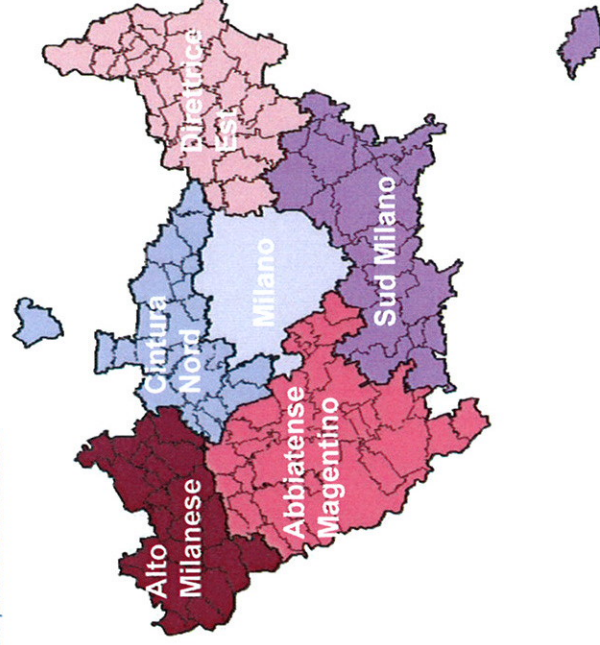 Alto
Milanese
Cintura
Nord
Direttrice
Est
Milano
Abbiatense
Magentino
Sud Milano